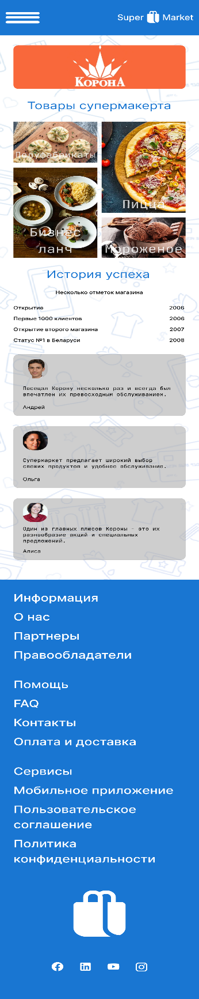 Super Market
КОРОНА
Товары супермакерта
Полуфабрикаты
Пицца
Бизнес
ланч
Мороженое
История успеха
Несколько отметок магазина
Открытие 2006
Первые 1000 клиентов 2006
Открытие второго магазина 2007
Статус №1 в Беларуси 2008
Посещал Корону несколько раз и всегда был
впечатлен их превосходным обслуживанием.
Андрей
Супермаркет предлагает широкий выбор
свежих продуктов и удобное обслуживание.
Ольга
Один из главных плюсов Короны - это их
разнообразие акций и специальных
предложений.
Алиса
Информация
О нас
Партнеры
Правообладатели
Помощь
FAQ
Контакты
Оплата и доставка
Сервисы
Мобильное приложение
Пользовательское
соглашение
Политика
конфиденциальности